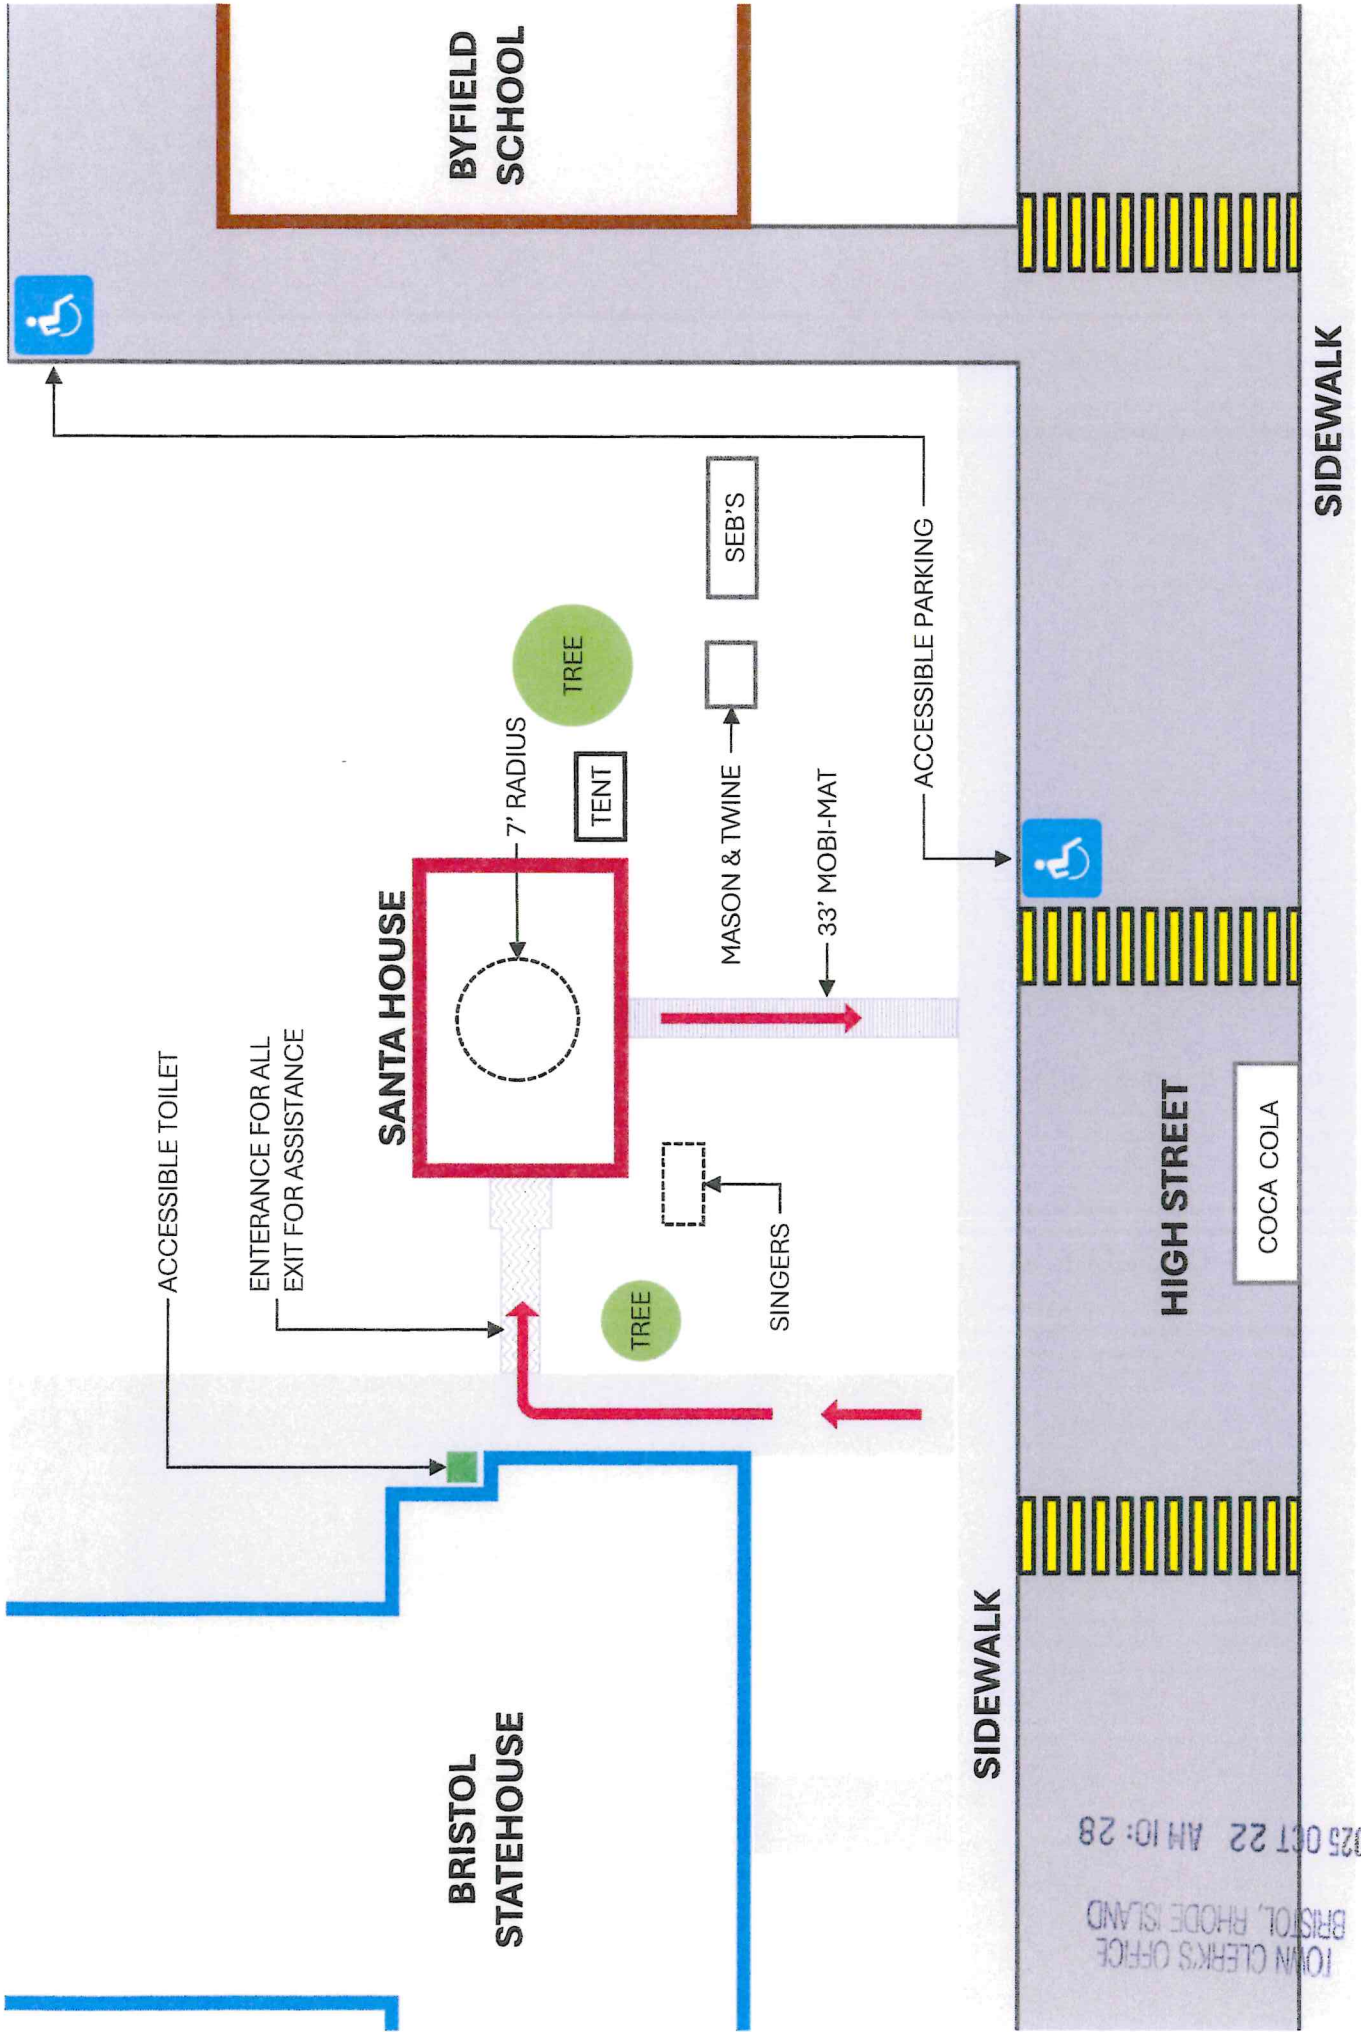 BYFIELD
SCHOOL
ACCESSIBLE TOILET
ENTERANCE FOR ALL
EXIT FOR ASSISTANCE
SANTA HOUSE
7' RADIUS
TREE
TENT
SEB'S
MASON & TWINE
33' MOBI-MAT
ACCESSIBLE PARKING
TREE
SINGERS
BRISTOL
STATEHOUSE
SIDEWALK
HIGH STREET
COCA COLA
SIDEWALK
TOWN CLERK'S OFFICE
BRISTOL, RHODE ISLAND
025 OCT 22 AM 10:28